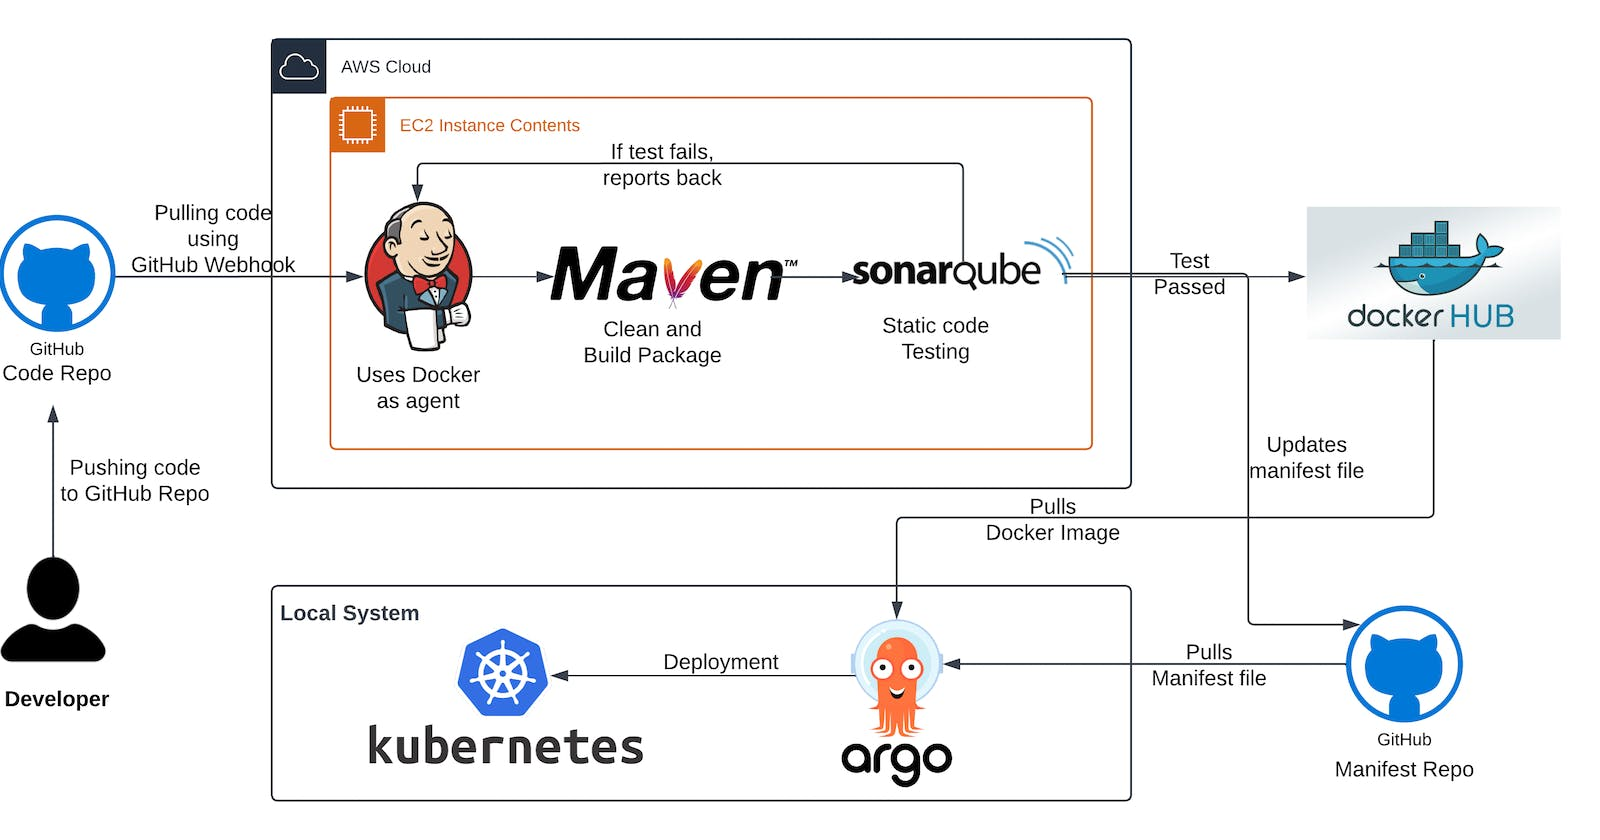 AWS Cloud
EC2 Instance Contents
If test fails,
reports back
Pulling code
using
GitHub Webhook
Maven™
sonarqube
Test
Passed
docker HUB
Clean and
Build Package
Static code
Testing
GitHub
Code Repo
Uses Docker
as agent
Pushing code
to GitHub Repo
Updates
manifest file
Pulls
Docker Image
Local System
Deployment
Pulls
Manifest file
Developer
kubernetes
argo
GitHub
Manifest Repo